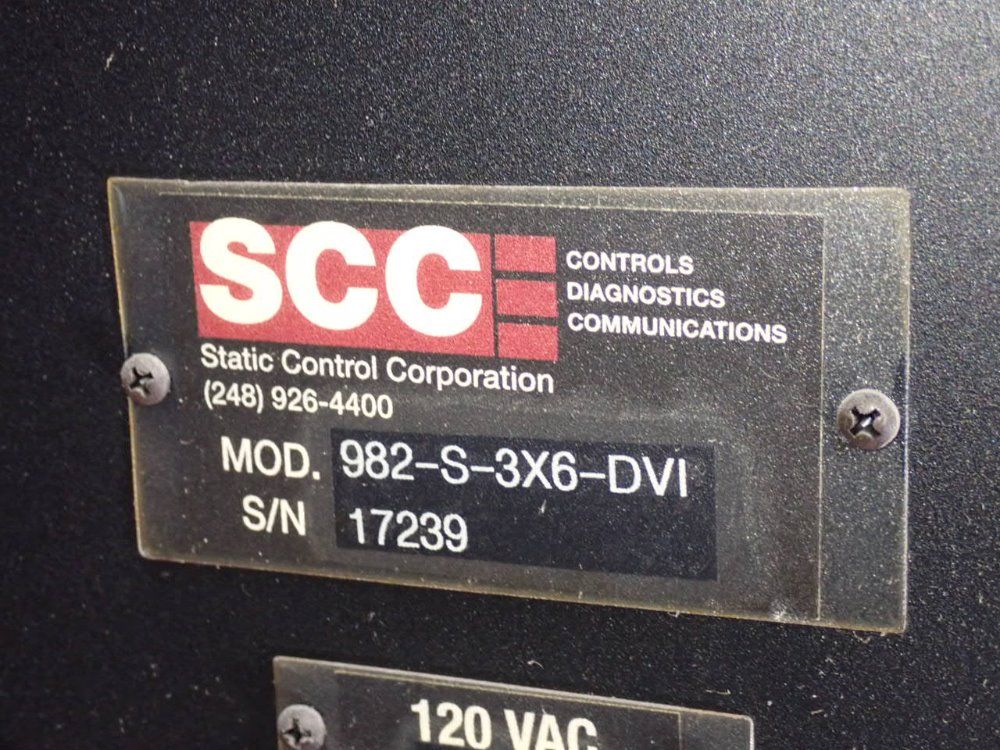 SCC
CONTROLS
DIAGNOSTICS
COMMUNICATIONS
Static Control Corporation
(248) 926-4400
MOD. 982-S-3X6-DVI
S/N 17239
120 VAC